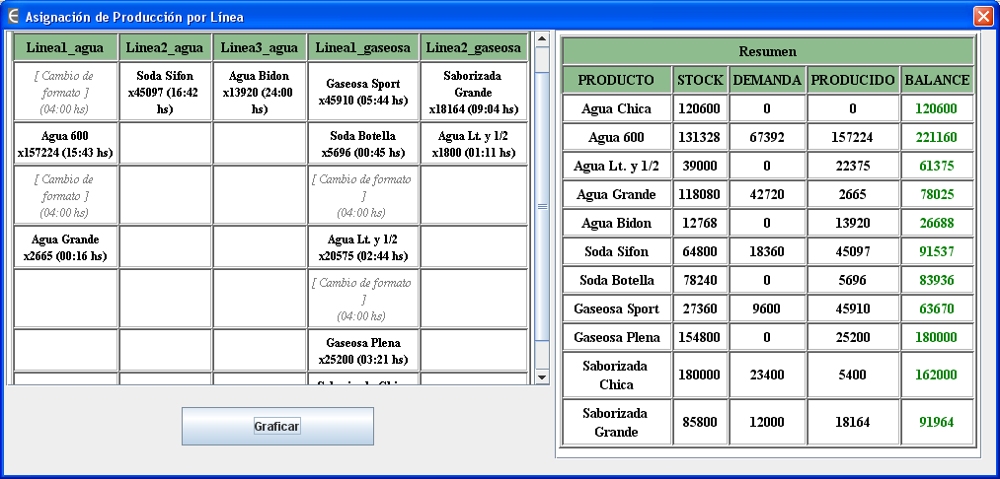 Asignación de Producción por Línea
Linea1_agua Linea2_agua Linea3_agua Linea1_gaseosa Linea2_gaseosa
[ Cambio de
formato ]
(04:00 hs)
Soda Sifon
x45097 (16:42
hs)
Agua Bidon
x13920 (24:00
hs)
Gaseosa Sport
x45910 (05:44 hs)
Saborizada
Grande
x18164 (09:04 hs)
Agua 600
x157224 (15:43 hs)
Soda Botella
x5696 (00:45 hs)
Agua Lt. y 1/2
x1800 (01:11 hs)
[ Cambio de
formato ]
(04:00 hs)
[ Cambio de formato
]
(04:00 hs)
Agua Grande
x2665 (00:16 hs)
Agua Lt. y 1/2
x20575 (02:44 hs)
[ Cambio de formato
]
(04:00 hs)
Gaseosa Plena
x25200 (03:21 hs)
Graficar
Resumen
PRODUCTO STOCK DEMANDA PRODUCIDO BALANCE
Agua Chica 120600 0 0 120600
Agua 600 131328 67392 157224 221160
Agua Lt. y 1/2 39000 0 22375 61375
Agua Grande 118080 42720 2665 78025
Agua Bidon 12768 0 13920 26688
Soda Sifon 64800 18360 45097 91537
Soda Botella 78240 0 5696 83936
Gaseosa Sport 27360 9600 45910 63670
Gaseosa Plena 154800 0 25200 180000
Saborizada
Chica 180000 23400 5400 162000
Saborizada
Grande 85800 12000 18164 91964